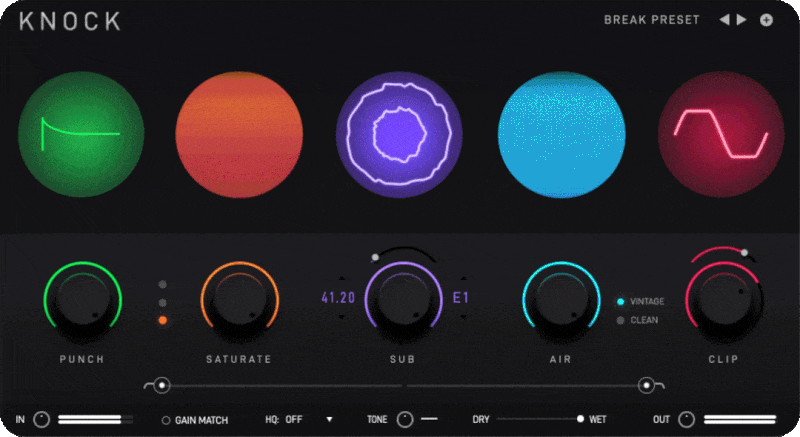 KNOCK
BREAK PRESET
41.20
E1
VINTAGE
CLEAN
PUNCH SATURATE SUB AIR CLIP
IN GAIN MATCH HQ: OFF TONE DRY WET OUT